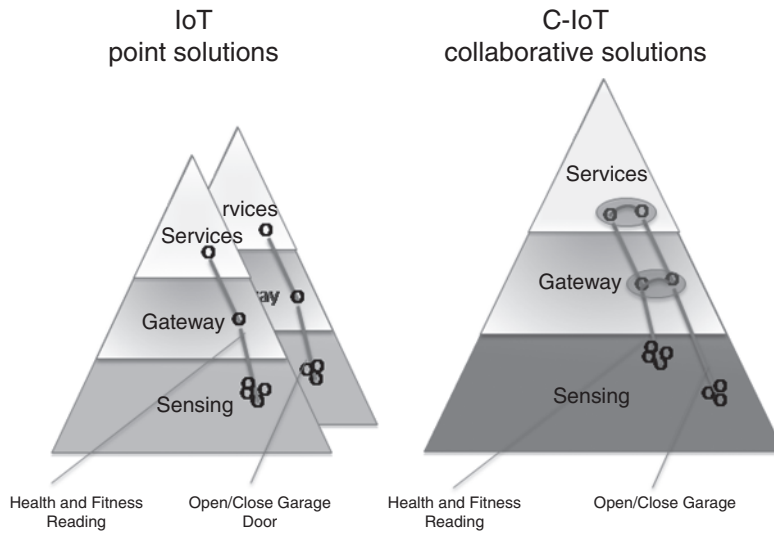 IoT
point solutions
C-IoT
collaborative solutions
Services
rvices
Services
Gateway
ay
Gateway
Sensing
Sensing
Health and Fitness
Reading
Open/Close Garage
Door
Health and Fitness
Reading
Open/Close Garage